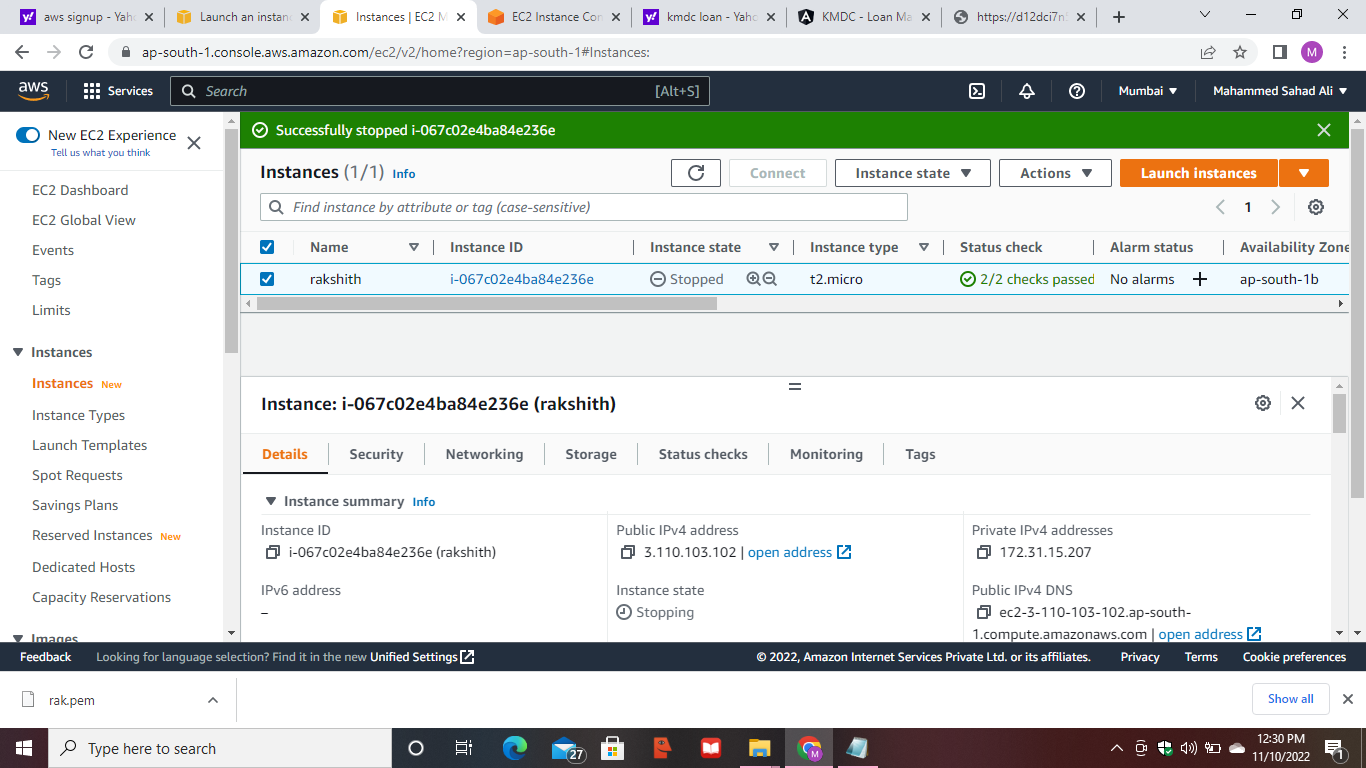 aws signup - Yah
Launch an instan
Instances | EC2 M
EC2 Instance Con
kmdc loan - Yaho
KMDC - Loan Ma
https://d12dci7n
ap-south-1.console.aws.amazon.com/ec2/v2/home?region=ap-south-1#Instances:
M
aws
Services
Search
[Alt+S]
Mumbai
Mahammed Sahad Ali
New EC2 Experience
Tell us what you think
EC2 Dashboard
EC2 Global View
Events
Tags
Limits
Instances
Instances New
Instance Types
Launch Templates
Spot Requests
Savings Plans
Reserved Instances New
Dedicated Hosts
Capacity Reservations
Images
Successfully stopped i-067c02e4ba84e236e
Instances (1/1) Info
Connect
Instance state
Actions
Launch instances
Find instance by attribute or tag (case-sensitive)
1
Name Instance ID Instance state Instance type Status check Alarm status Availability Zone
rakshith i-067c02e4ba84e236e Stopped t2.micro 2/2 checks passed No alarms + ap-south-1b
Instance: i-067c02e4ba84e236e (rakshith)
Details Security Networking Storage Status checks Monitoring Tags
Instance summary Info
Instance ID
i-067c02e4ba84e236e (rakshith)
Public IPv4 address
3.110.103.102 | open address
Private IPv4 addresses
172.31.15.207
IPv6 address
–
Instance state
Stopping
Public IPv4 DNS
ec2-3-110-103-102.ap-south-
1.compute.amazonaws.com | open address
Feedback
Looking for language selection? Find it in the new Unified Settings
© 2022, Amazon Internet Services Private Ltd. or its affiliates.
Privacy
Terms
Cookie preferences
rak.pem
Show all
Type here to search
27
M
12:30 PM
11/10/2022
1